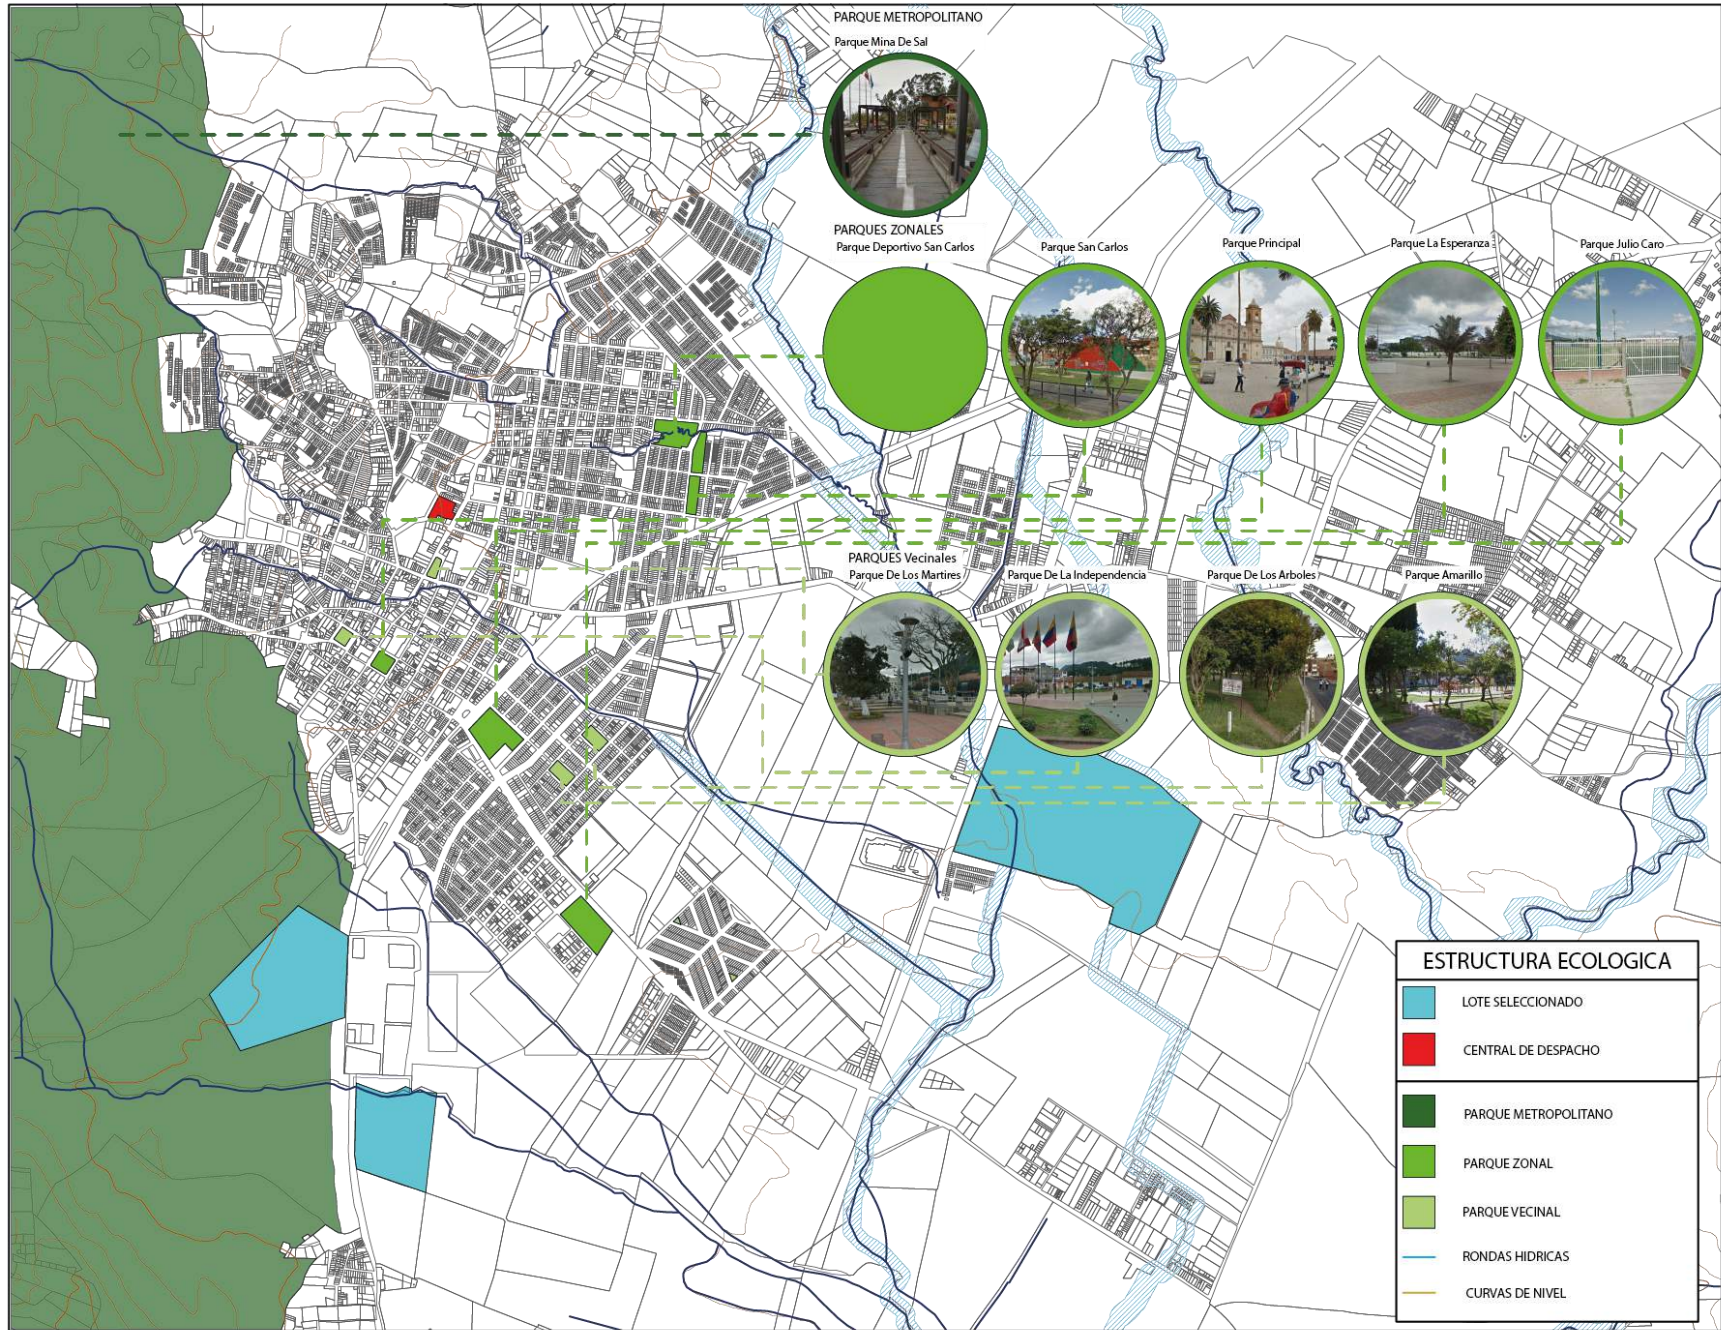 PARQUE METROPOLITANO
Parque Mina De Sal
PARQUES ZONALES
Parque Deportivo San Carlos
Parque San Carlos
Parque Principal
Parque La Esperanza
Parque Julio Caro
PARQUES Vecinales
Parque De Los Martires
Parque De La Independencia
Parque De Los Arboles
Parque Amarillo
ESTRUCTURA ECOLOGICA
LOTE SELECCIONADO
CENTRAL DE DESPACHO
PARQUE METROPOLITANO
PARQUE ZONAL
PARQUE VECINAL
RONDAS HIDRICAS
CURVAS DE NIVEL